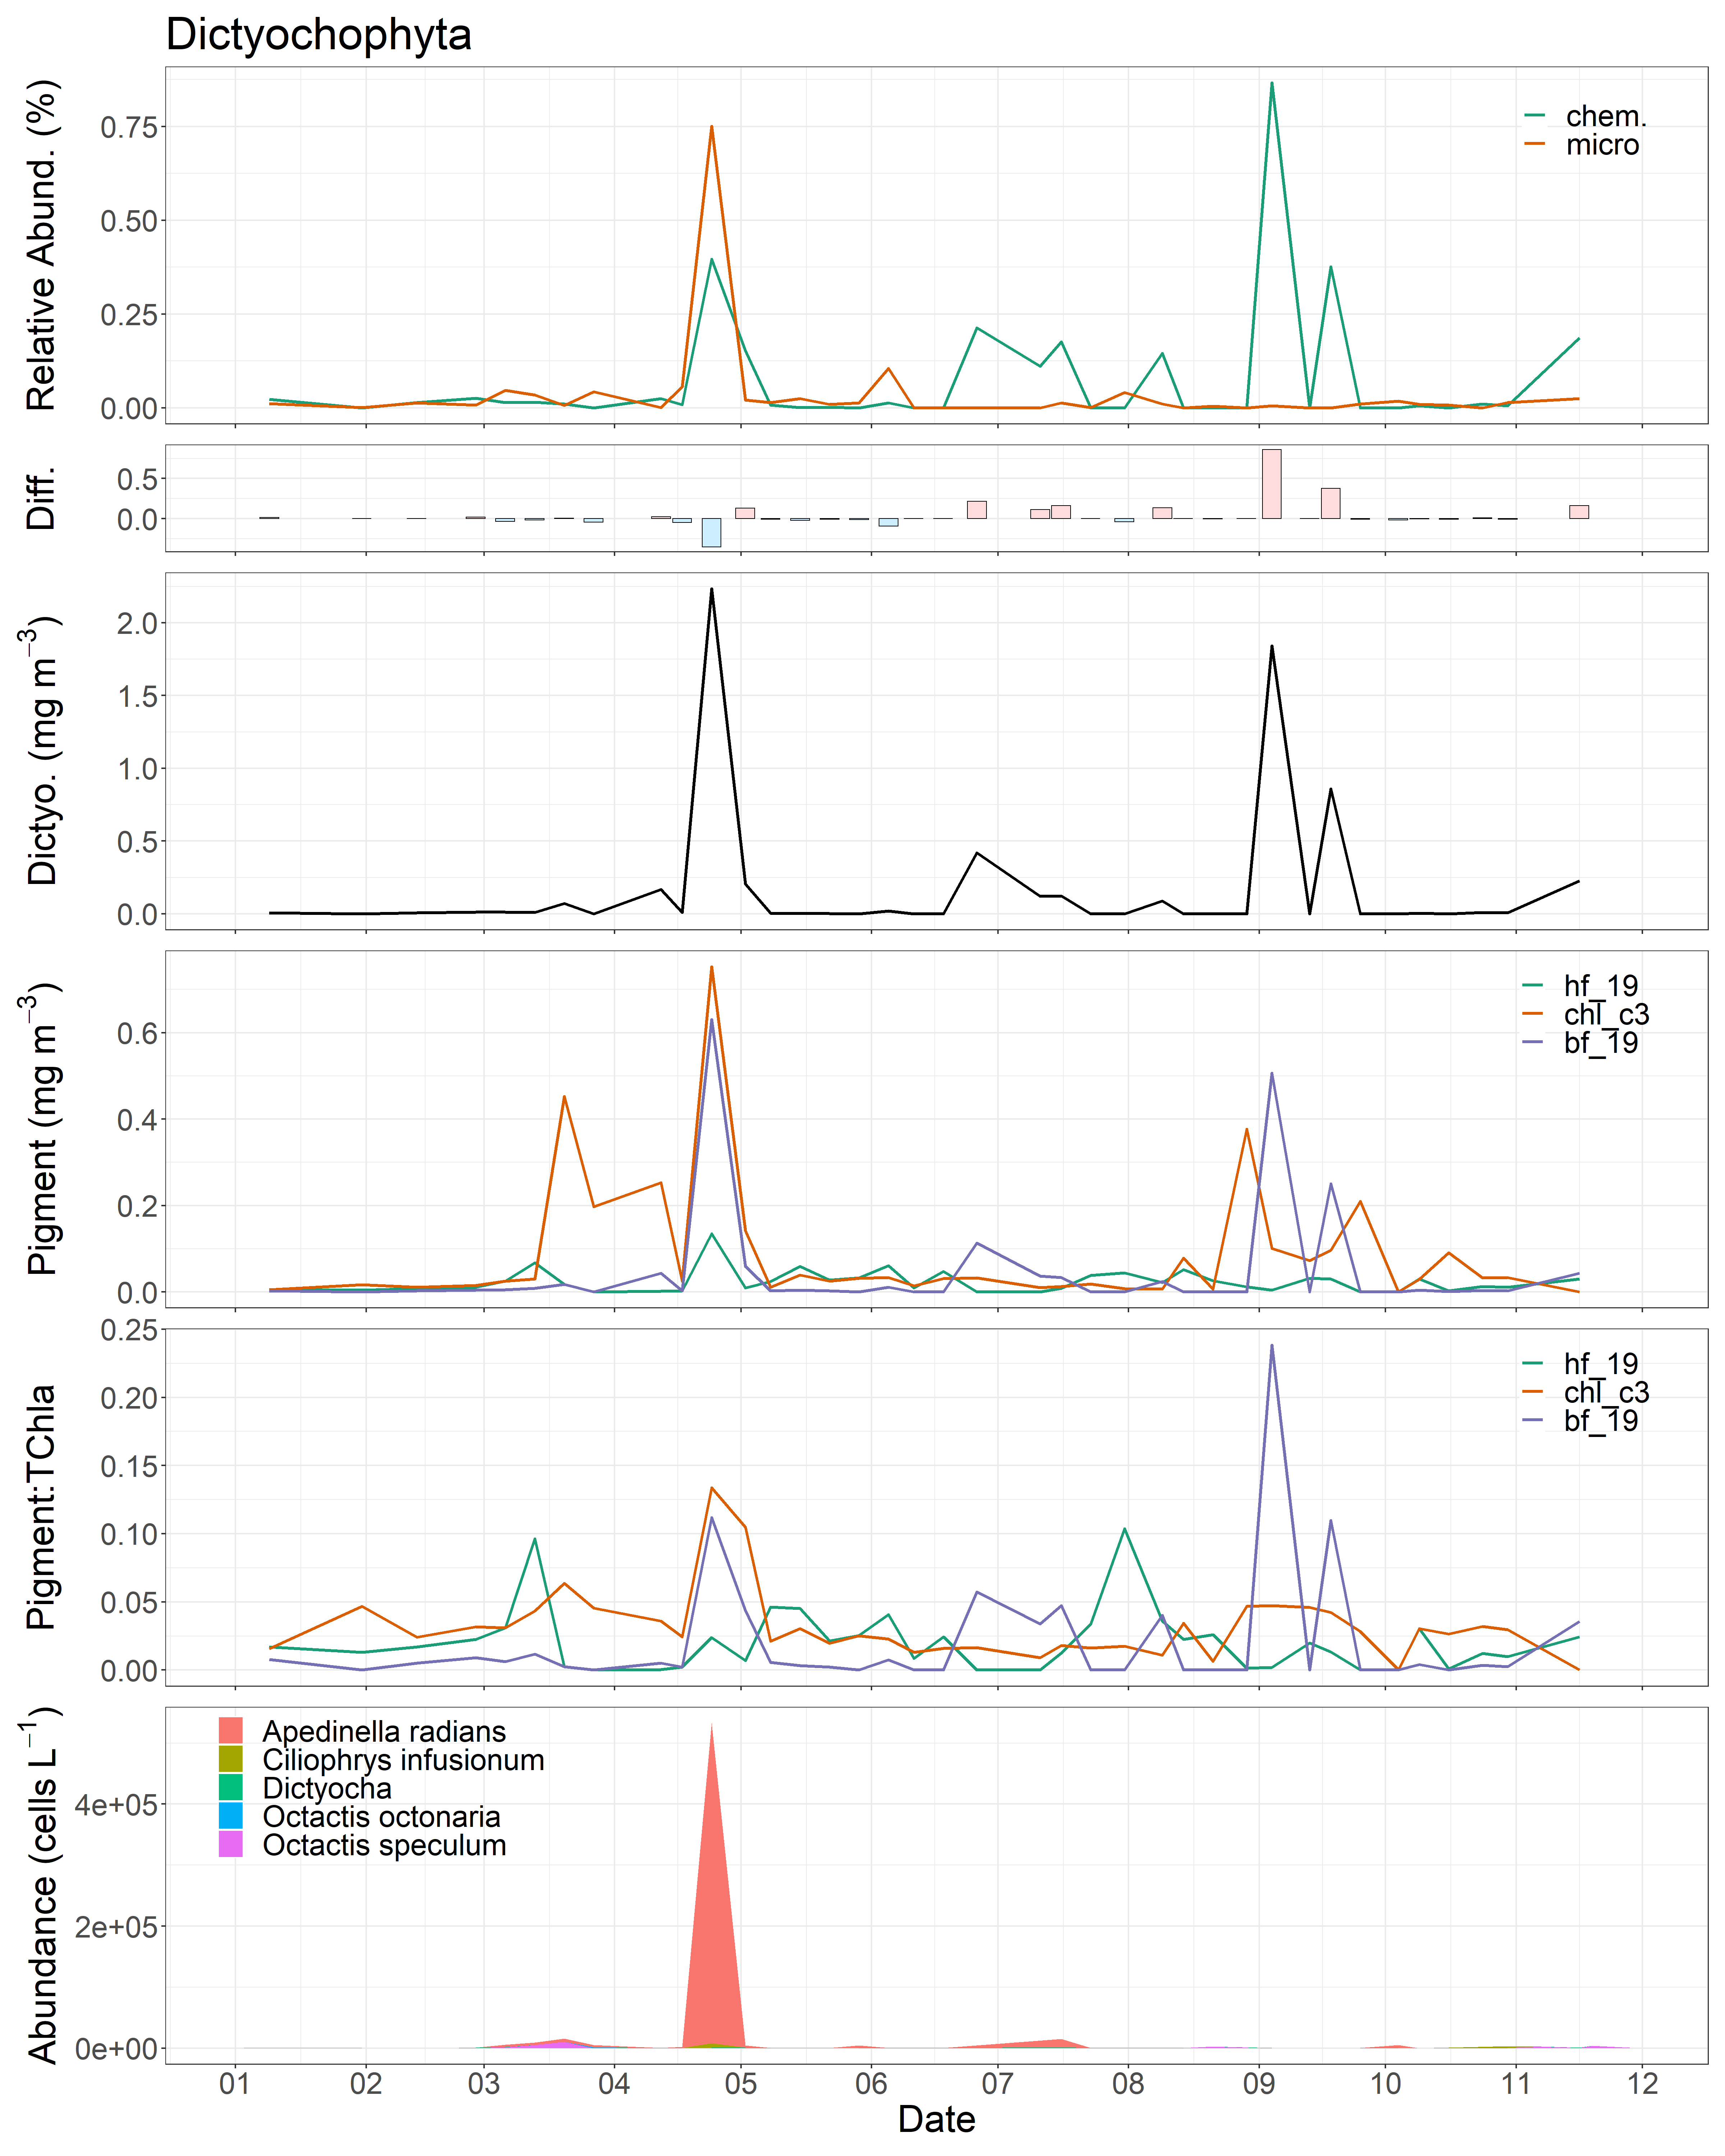 Dictyochophyta
Relative Abund. (%)
0.75
0.50
0.25
0.00
chem.
micro
Diff.
0.5
0.0
Dictyo. (mg m⁻³)
2.0
1.5
1.0
0.5
0.0
Pigment (mg m⁻³)
0.6
0.4
0.2
0.0
hf_19
chl_c3
bf_19
Pigment:TChla
0.25
0.20
0.15
0.10
0.05
0.00
hf_19
chl_c3
bf_19
Abundance (cells L⁻¹)
4e+05
2e+05
0e+00
Apedinella radians
Ciliophrys infusionum
Dictyocha
Octactis octonaria
Octactis speculum
01 02 03 04 05 06 07 08 09 10 11 12
Date